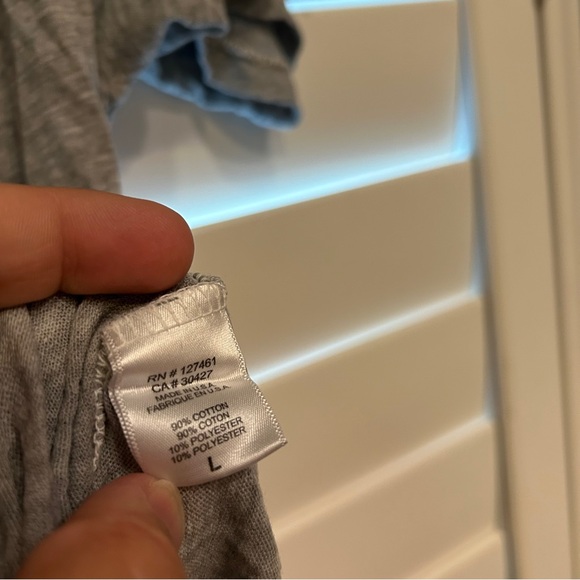 RN # 127461
CA # 30427
MADE IN U.S.A
FABRIQUE EN U.S.A
90% COTTON
90% COTON
10% POLYESTER
10% POLYESTER
L